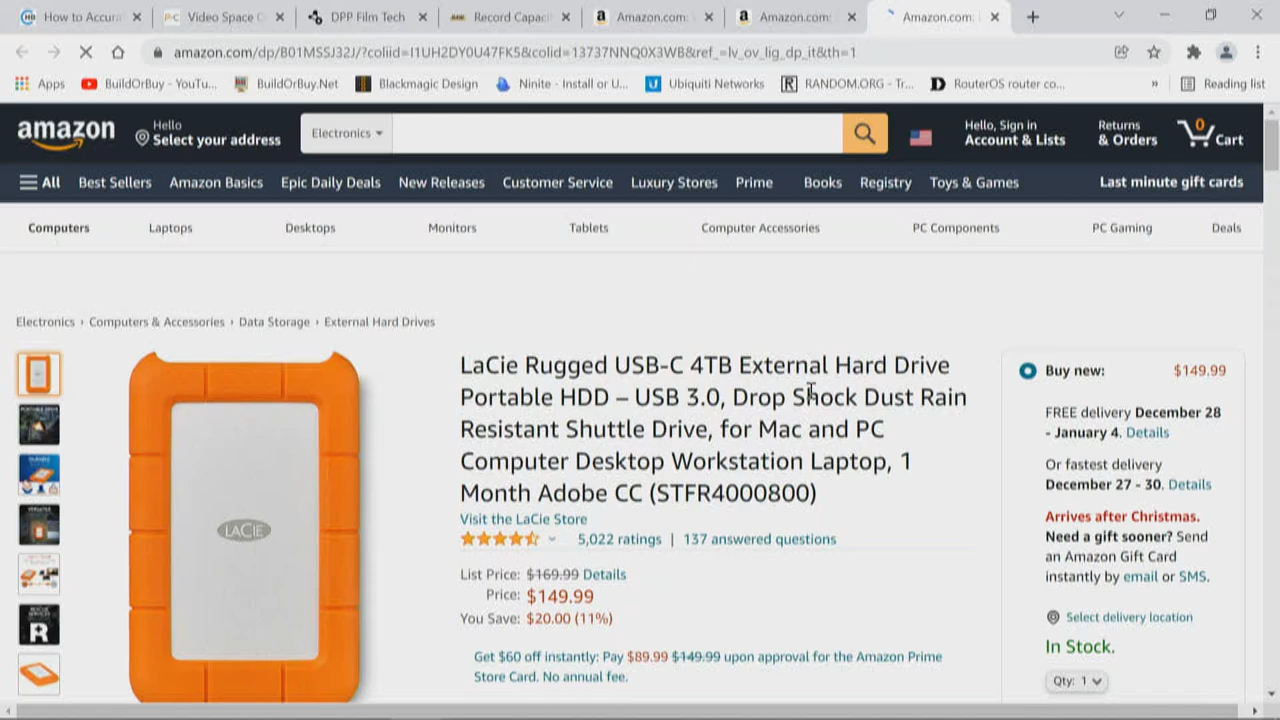 How to Accura
Video Space C
DPP Film Tech
Record Capaci
Amazon.com:
Amazon.com:
Amazon.com:
amazon.com/dp/B01MSSJ32J/?coliid=I1UH2DY0U47FK5&colid=13737NNQ0X3WB&ref_=lv_ov_lig_dp_it&th=1
Apps
BuildOrBuy - YouTu...
BuildOrBuy.Net
Blackmagic Design
Ninite - Install or U...
Ubiquiti Networks
RANDOM.ORG - Tr...
RouterOS router co...
»
Reading list
amazon
Hello
Select your address
Electronics
Hello, Sign in
Account & Lists
Returns
& Orders
0
Cart
All
Best Sellers
Amazon Basics
Epic Daily Deals
New Releases
Customer Service
Luxury Stores
Prime
Books
Registry
Toys & Games
Last minute gift cards
Computers
Laptops
Desktops
Monitors
Tablets
Computer Accessories
PC Components
PC Gaming
Deals
Electronics › Computers & Accessories › Data Storage › External Hard Drives
LACIE
R
LaCie Rugged USB-C 4TB External Hard Drive
Portable HDD – USB 3.0, Drop Shock Dust Rain
Resistant Shuttle Drive, for Mac and PC
Computer Desktop Workstation Laptop, 1
Month Adobe CC (STFR4000800)
Visit the LaCie Store
5,022 ratings | 137 answered questions
List Price: $169.99 Details
Price: $149.99
You Save: $20.00 (11%)
Get $60 off instantly: Pay $89.99 $149.99 upon approval for the Amazon Prime
Store Card. No annual fee.
Buy new: $149.99
FREE delivery December 28
- January 4. Details
Or fastest delivery
December 27 - 30. Details
Arrives after Christmas.
Need a gift sooner? Send
an Amazon Gift Card
instantly by email or SMS.
Select delivery location
In Stock.
Qty: 1